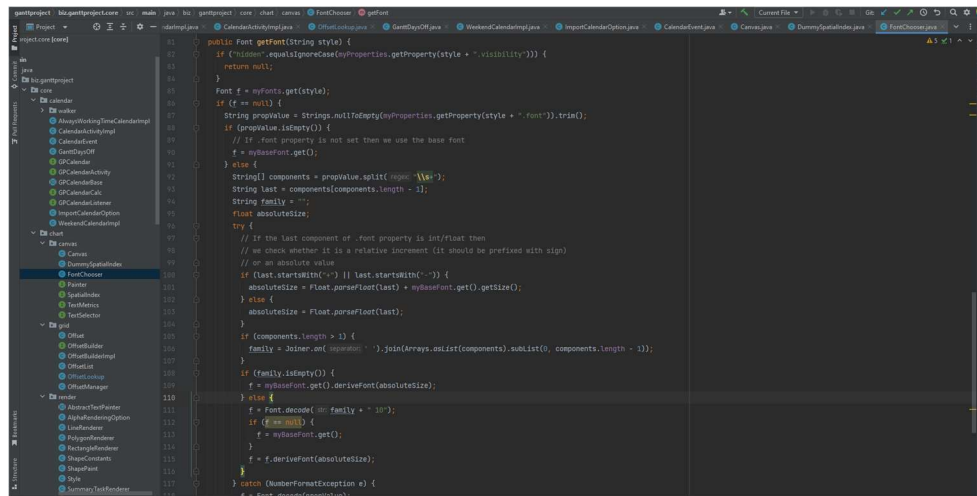 ganttproject biz.ganttproject.core src main java biz ganttproject core chart canvas FontChooser getFont
Current File
Git:
Project
CalendarActivityImpl.java
OffsetLookup.java
GanttDaysOff.java
WeekendCalendarImpl.java
ImportCalendarOption.java
CalendarEvent.java
Canvas.java
DummySpatialIndex.java
FontChooser.java
Project
Commit
Pull Requests
Bookmarks
Structure
project.core [core]
java
biz.ganttproject
core
calendar
walker
AlwaysWorkingTimeCalendarImpl
CalendarActivityImpl
CalendarEvent
GanttDaysOff
GPCalendar
GPCalendarActivity
GPCalendarBase
GPCalendarCalc
GPCalendarListener
ImportCalendarOption
WeekendCalendarImpl
chart
canvas
Canvas
DummySpatialIndex
FontChooser
Painter
SpatialIndex
TextMetrics
TextSelector
grid
Offset
OffsetBuilder
OffsetBuilderImpl
OffsetList
OffsetLookup
OffsetManager
render
AbstractTextPainter
AlphaRenderingOption
LineRenderer
PolygonRenderer
RectangleRenderer
ShapeConstants
ShapePaint
Style
SummaryTaskRenderer
5 1
81 public Font getFont(String style) {
82 if ("hidden".equalsIgnoreCase(myProperties.getProperty(style + ".visibility"))) {
83 return null;
84 }
85 Font f = myFonts.get(style);
86 if (f == null) {
87 String propValue = Strings.nullToEmpty(myProperties.getProperty(style + ".font")).trim();
88 if (propValue.isEmpty()) {
89 // If .font property is not set then we use the base font
90 f = myBaseFont.get();
91 } else {
92 String[] components = propValue.split( regex: "\\s+");
93 String last = components[components.length - 1];
94 String family = "";
95 float absoluteSize;
96 try {
97 // If the last component of .font property is int/float then
98 // we check whether it is a relative increment (it should be prefixed with sign)
99 // or an absolute value
100 if (last.startsWith("+") || last.startsWith("-")) {
101 absoluteSize = Float.parseFloat(last) + myBaseFont.get().getSize();
102 } else {
103 absoluteSize = Float.parseFloat(last);
104 }
105 if (components.length > 1) {
106 family = Joiner.on( separator: ' ').join(Arrays.asList(components).subList(0, components.length - 1));
107 }
108 if (family.isEmpty()) {
109 f = myBaseFont.get().deriveFont(absoluteSize);
110 } else {
111 f = Font.decode( str: family + " 10");
112 if (f == null) {
113 f = myBaseFont.get();
114 }
115 f = f.deriveFont(absoluteSize);
116 }
117 } catch (NumberFormatException e) {
118 f = Font.decode(propValue);